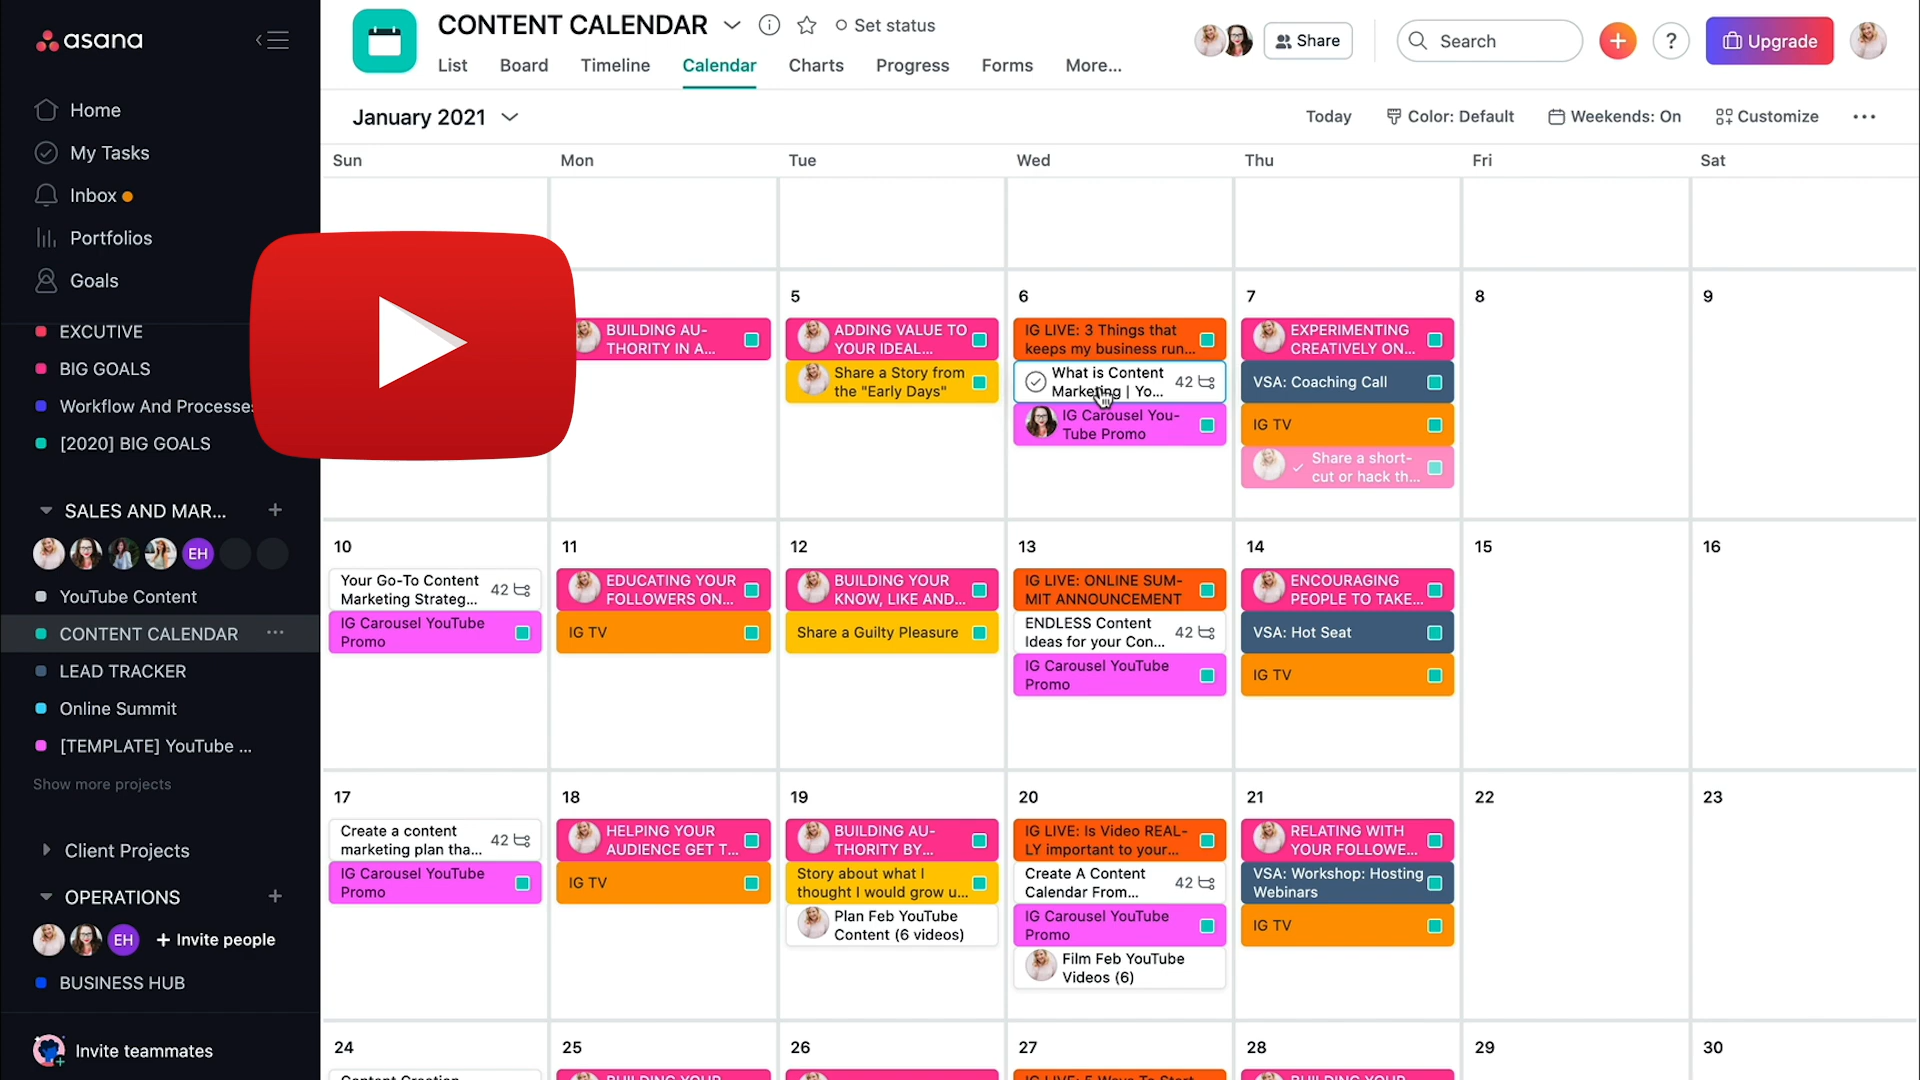 asana
Home
My Tasks
Inbox
Portfolios
Goals
EXCUTIVE
BIG GOALS
Workflow And Processes
[2020] BIG GOALS
SALES AND MAR...
EH
YouTube Content
CONTENT CALENDAR
LEAD TRACKER
Online Summit
[TEMPLATE] YouTube ...
Show more projects
Client Projects
OPERATIONS
EH
+ Invite people
BUSINESS HUB
Invite teammates
CONTENT CALENDAR
Set status
List Board Timeline Calendar Charts Progress Forms More...
Share
Search
?
Upgrade
January 2021
Today
Color: Default
Weekends: On
Customize
Sun Mon Tue Wed Thu Fri Sat
BUILDING AU-
THORITY IN A...
5
ADDING VALUE TO
YOUR IDEAL...
Share a Story from
the "Early Days"
6
IG LIVE: 3 Things that
keeps my business run...
What is Content
Marketing | Yo...
42
IG Carousel You-
Tube Promo
7
EXPERIMENTING
CREATIVELY ON...
VSA: Coaching Call
IG TV
Share a short-
cut or hack th...
8
9
10
Your Go-To Content
Marketing Strateg...
42
IG Carousel YouTube
Promo
11
EDUCATING YOUR
FOLLOWERS ON...
IG TV
12
BUILDING YOUR
KNOW, LIKE AND...
Share a Guilty Pleasure
13
IG LIVE: ONLINE SUM-
MIT ANNOUNCEMENT
ENDLESS Content
Ideas for your Con...
42
IG Carousel YouTube
Promo
14
ENCOURAGING
PEOPLE TO TAKE...
VSA: Hot Seat
IG TV
15
16
17
Create a content
marketing plan tha...
42
IG Carousel YouTube
Promo
18
HELPING YOUR
AUDIENCE GET T...
IG TV
19
BUILDING AU-
THORITY BY...
Story about what I
thought I would grow u...
Plan Feb YouTube
Content (6 videos)
20
IG LIVE: Is Video REAL-
LY important to your...
Create A Content
Calendar From...
42
IG Carousel YouTube
Promo
Film Feb YouTube
Videos (6)
21
RELATING WITH
YOUR FOLLOWE...
VSA: Workshop: Hosting
Webinars
IG TV
22
23
24
Content Creation
25
BUILDING YOUR
26
27
IG LIVE: 5 Ways To Start
28
BUILDING YOUR
29
30